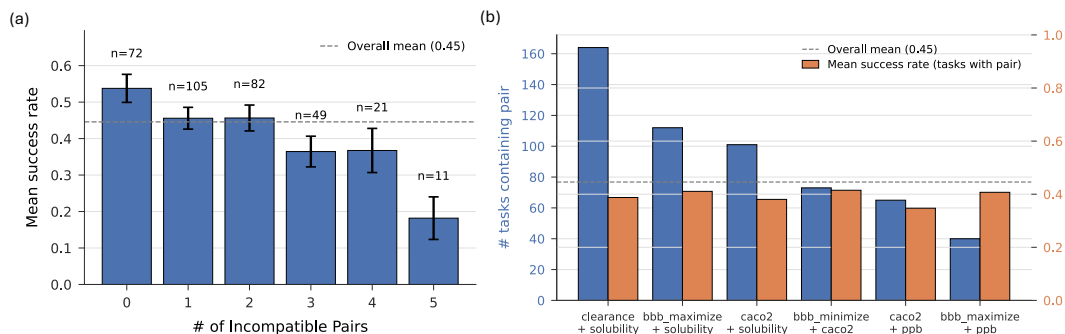 (a)
Mean success rate
0.6
0.5
0.4
0.3
0.2
0.1
0.0
Overall mean (0.45)
n=72
n=105
n=82
n=49
n=21
n=11
0 1 2 3 4 5
# of Incompatible Pairs
(b)
# tasks containing pair
160
140
120
100
80
60
40
20
0
Overall mean (0.45)
Mean success rate (tasks with pair)
1.0
0.8
0.6
0.4
0.2
0.0
clearance
+ solubility
bbb_maximize
+ solubility
caco2
+ solubility
bbb_minimize
+ caco2
caco2
+ ppb
bbb_maximize
+ ppb